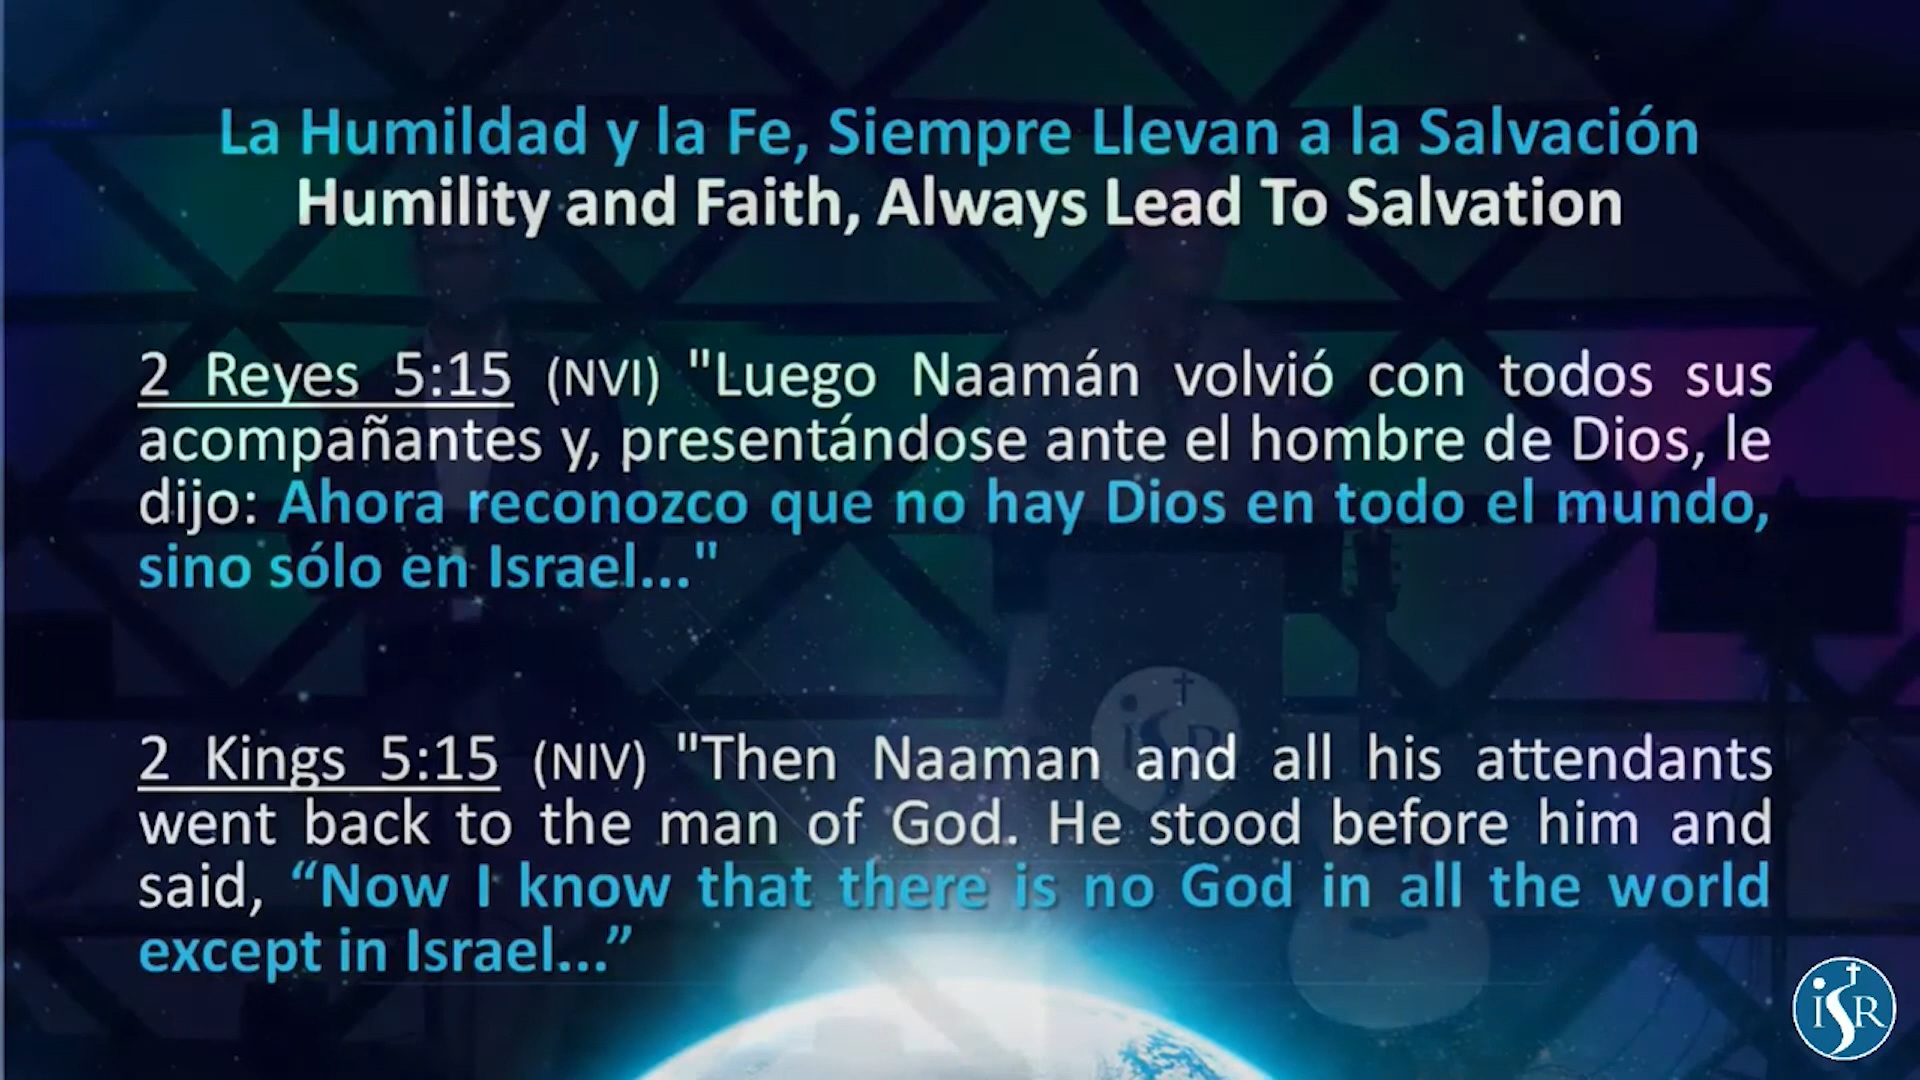 La Humildad y la Fe, Siempre Llevan a la Salvación
Humility and Faith, Always Lead To Salvation
2 Reyes 5:15 (NVI) "Luego Naamán volvió con todos sus
acompañantes y, presentándose ante el hombre de Dios, le
dijo: Ahora reconozco que no hay Dios en todo el mundo,
sino sólo en Israel..."
2 Kings 5:15 (NIV) "Then Naaman and all his attendants
went back to the man of God. He stood before him and
said, “Now I know that there is no God in all the world
except in Israel...”
iSR
iSR